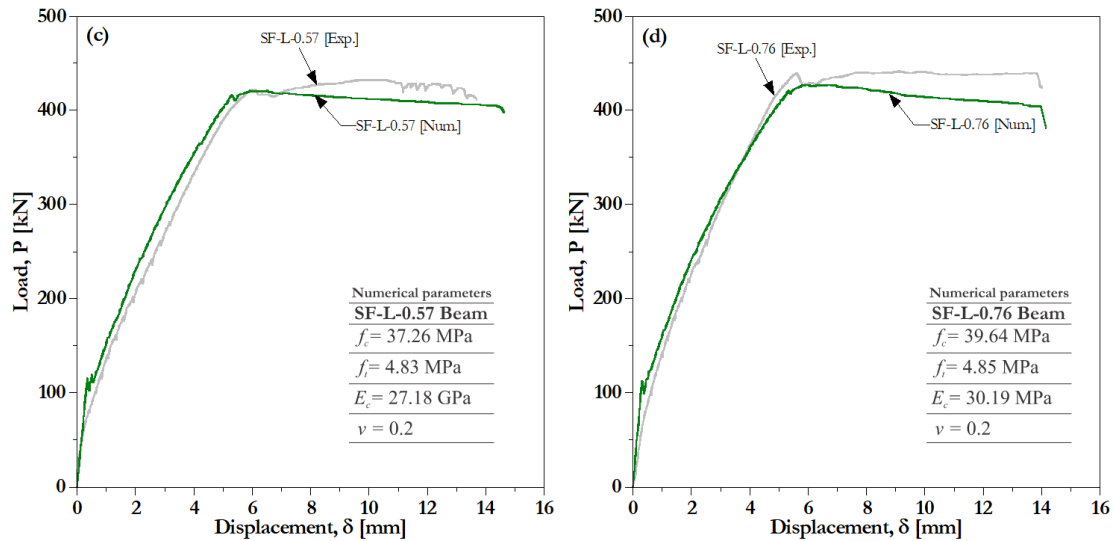 (c)
SF-L-0.57 [Exp.]
SF-L-0.57 [Num.]
Numerical parameters
SF-L-0.57 Beam
fc= 37.26 MPa
ft= 4.83 MPa
Ec= 27.18 GPa
ν = 0.2
500
400
300
200
100
0
Load, P [kN]
0 2 4 6 8 10 12 14 16
Displacement, δ [mm]
(d)
SF-L-0.76 [Exp.]
SF-L-0.76 [Num.]
Numerical parameters
SF-L-0.76 Beam
fc= 39.64 MPa
ft= 4.85 MPa
Ec= 30.19 MPa
ν = 0.2
500
400
300
200
100
0
Load, P [kN]
0 2 4 6 8 10 12 14 16
Displacement, δ [mm]